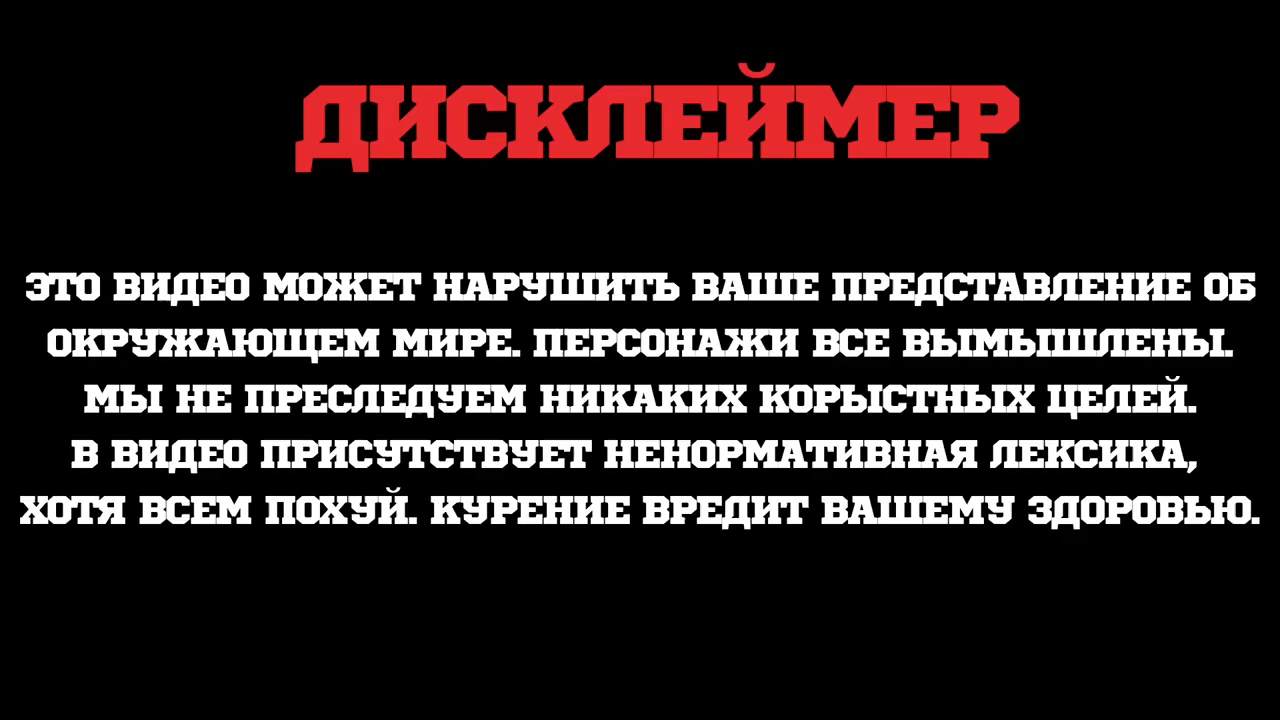 ДИСКЛЕЙМЕР
ЭТО ВИДЕО МОЖЕТ НАРУШИТЬ ВАШЕ ПРЕДСТАВЛЕНИЕ ОБ
ОКРУЖАЮЩЕМ МИРЕ. ПЕРСОНАЖИ ВСЕ ВЫМЫШЛЕНЫ.
МЫ НЕ ПРЕСЛЕДУЕМ НИКАКИХ КОРЫСТНЫХ ЦЕЛЕЙ.
В ВИДЕО ПРИСУТСТВУЕТ НЕНОРМАТИВНАЯ ЛЕКСИКА,
ХОТЯ ВСЕМ ПОХУЙ. КУРЕНИЕ ВРЕДИТ ВАШЕМУ ЗДОРОВЬЮ.